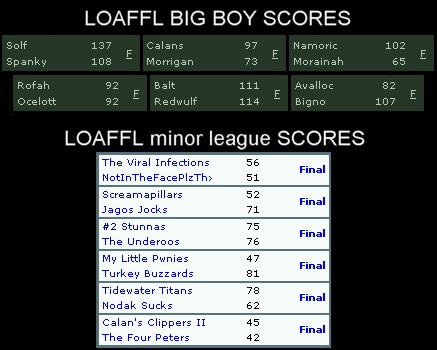 LOAFFL BIG BOY SCORES
Solf 137 F Calans 97 F Namoric 102 F
Spanky 108 Morrigan 73 Morainah 65
Rofah 92 F Balt 111 F Avalloc 82 F
Ocelott 92 Redwulf 114 Bigno 107
LOAFFL minor league SCORES
The Viral Infections 56 Final
NotInTheFacePlzTh› 51
Screamapillars 52 Final
Jagos Jocks 71
#2 Stunnas 75 Final
The Underoos 76
My Little Pwnies 47 Final
Turkey Buzzards 81
Tidewater Titans 78 Final
Nodak Sucks 62
Calan's Clippers II 45 Final
The Four Peters 42